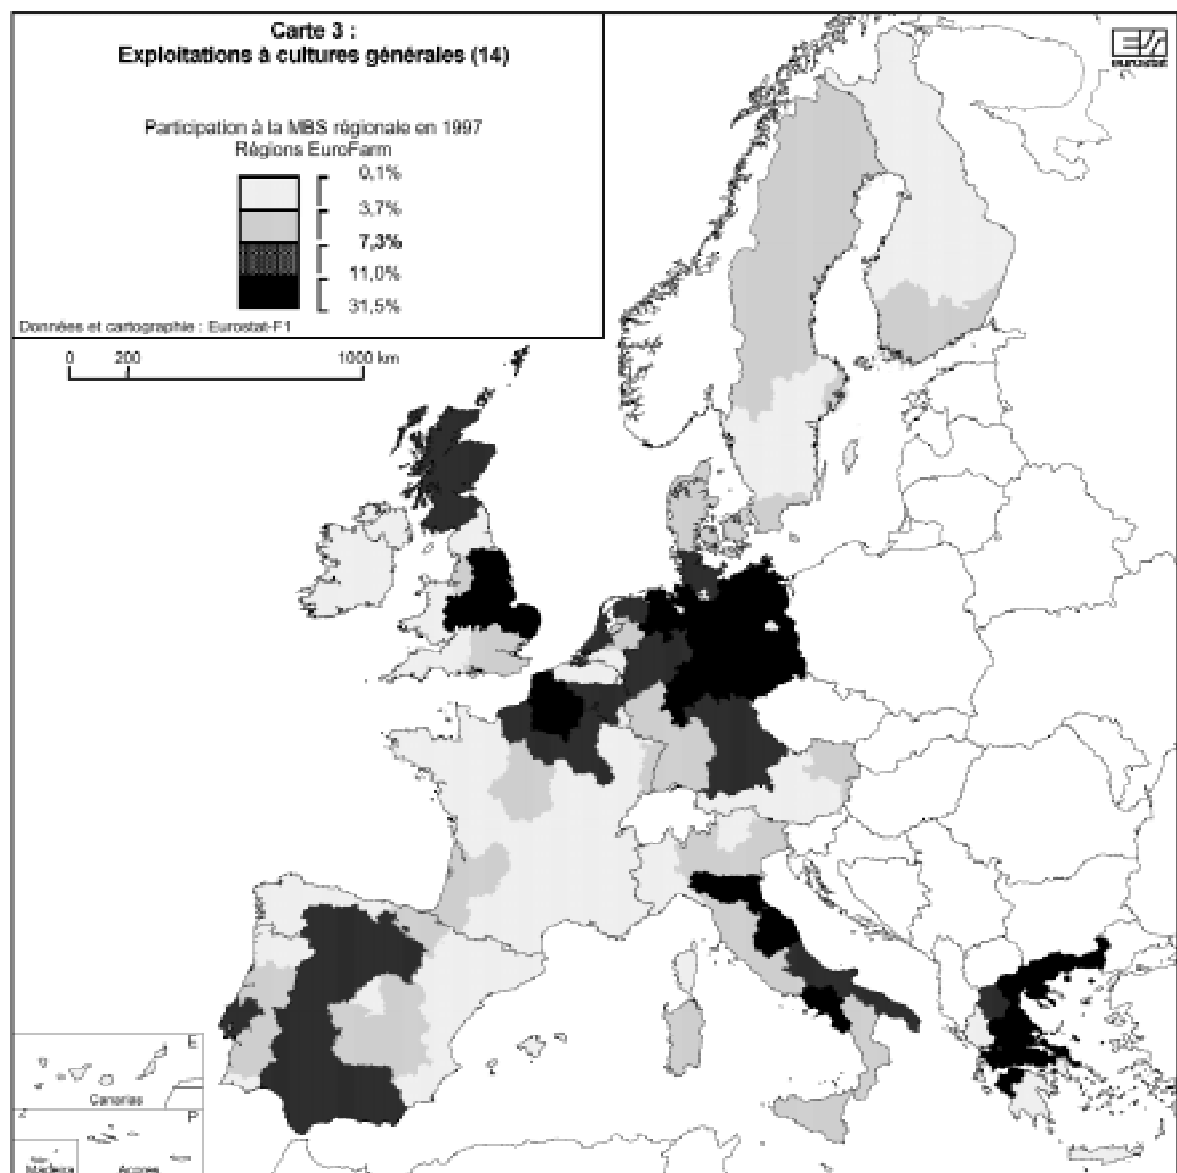 Carte 3 :
Exploitations à cultures générales (14)
eurostat
Participation à la MBS régionale en 1997
Régions EuroFarm
0,1%
3,7%
7,3%
11,0%
31,5%
Données et cartographie : Eurostat-F1
0 200 1000 km
E
Canarias
P
Madeira
Açores